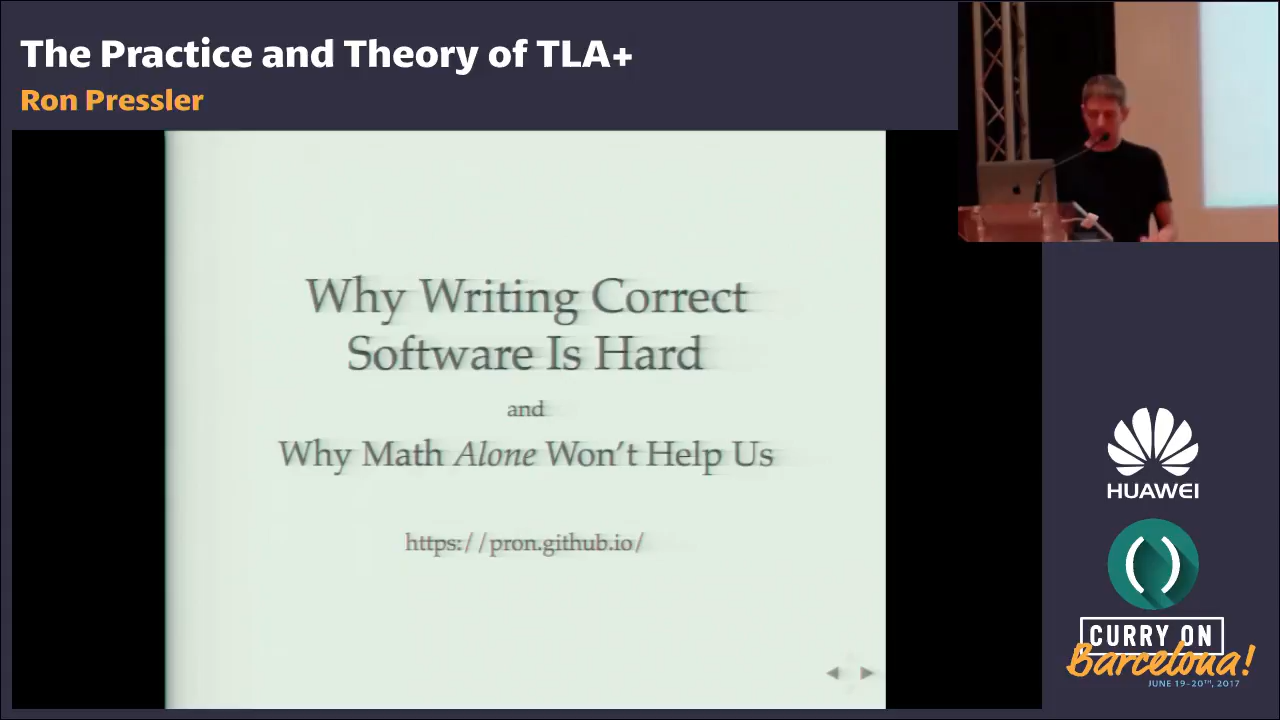 The Practice and Theory of TLA+
Ron Pressler
Why Writing Correct
Software Is Hard
and
Why Math Alone Won't Help Us
https://pron.github.io/
HUAWEI
CURRY ON
Barcelona!
JUNE 19-20TH, 2017